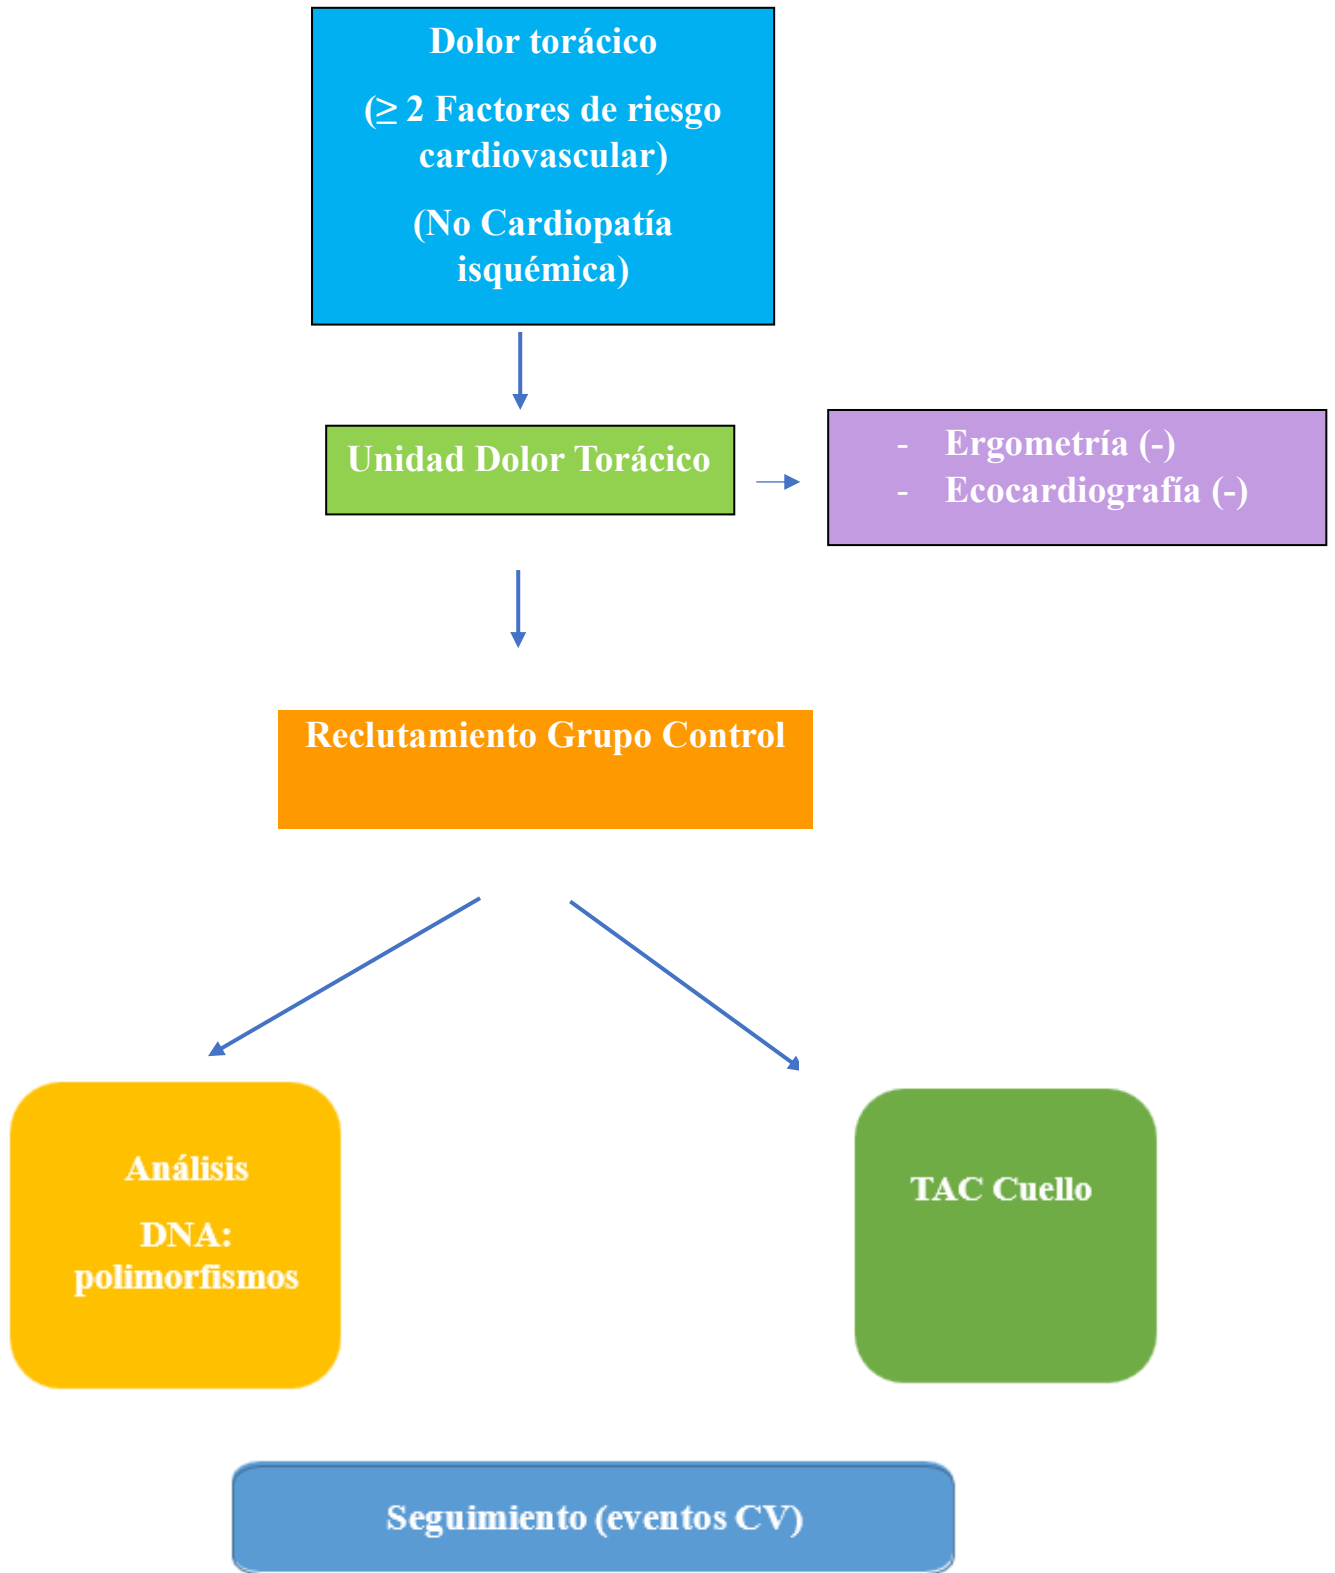 Dolor torácico
(≥ 2 Factores de riesgo
cardiovascular)
(No Cardiopatía
isquémica)
Unidad Dolor Torácico
- Ergometría (-)
- Ecocardiografía (-)
Reclutamiento Grupo Control
Análisis
DNA:
polimorfismos
TAC Cuello
Seguimiento (eventos CV)